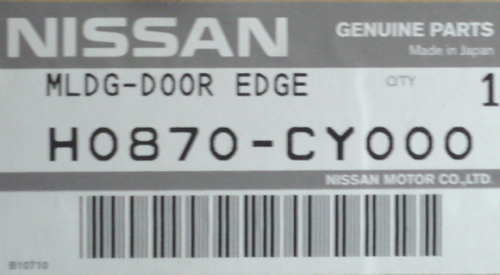 NISSAN GENUINE PARTS
Made in Japan
MLDG-DOOR EDGE QTY 1
H0870-CY000
NISSAN MOTOR CO.,LTD.
B10710